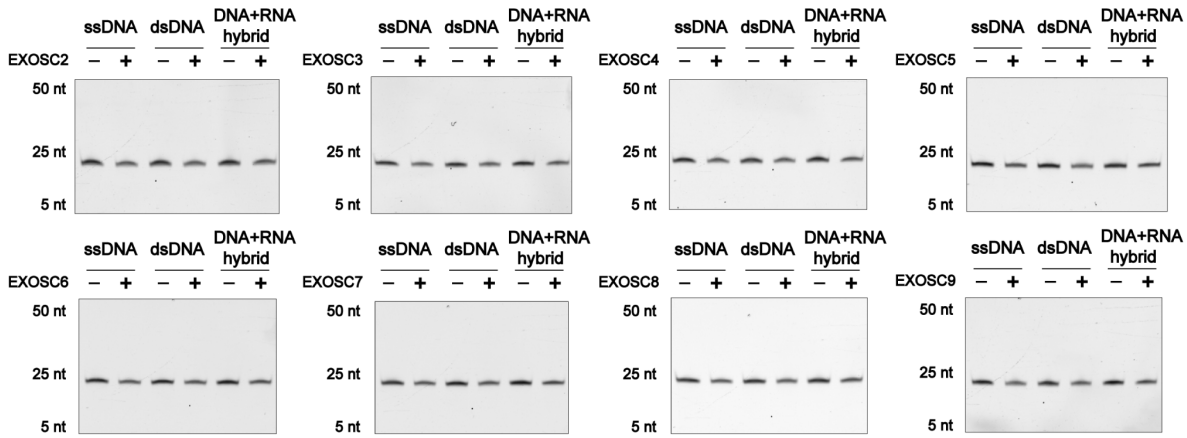 ssDNA dsDNA DNA+RNA hybrid
EXOSC2 – + – + – +
50 nt
25 nt
5 nt
ssDNA dsDNA DNA+RNA hybrid
EXOSC3 – + – + – +
50 nt
25 nt
5 nt
ssDNA dsDNA DNA+RNA hybrid
EXOSC4 – + – + – +
50 nt
25 nt
5 nt
ssDNA dsDNA DNA+RNA hybrid
EXOSC5 – + – + – +
50 nt
25 nt
5 nt
ssDNA dsDNA DNA+RNA hybrid
EXOSC6 – + – + – +
50 nt
25 nt
5 nt
ssDNA dsDNA DNA+RNA hybrid
EXOSC7 – + – + – +
50 nt
25 nt
5 nt
ssDNA dsDNA DNA+RNA hybrid
EXOSC8 – + – + – +
50 nt
25 nt
5 nt
ssDNA dsDNA DNA+RNA hybrid
EXOSC9 – + – + – +
50 nt
25 nt
5 nt